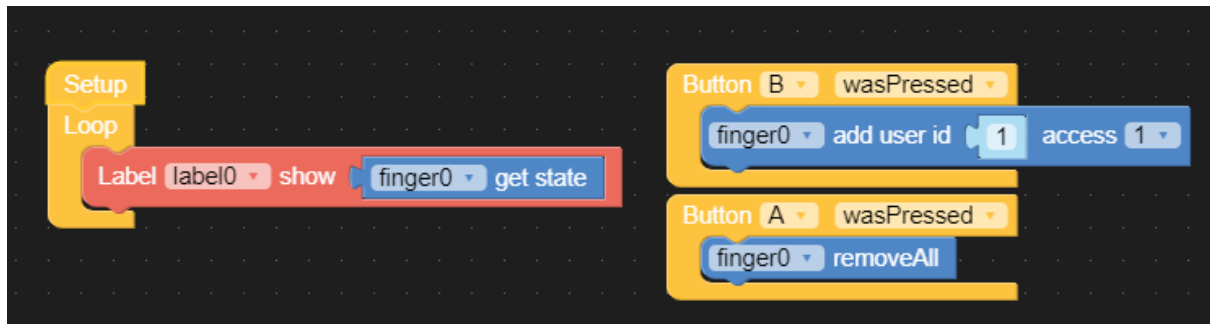 Setup
Loop
Label label0 show finger0 get state
Button B wasPressed
finger0 add user id 1 access 1
Button A wasPressed
finger0 removeAll